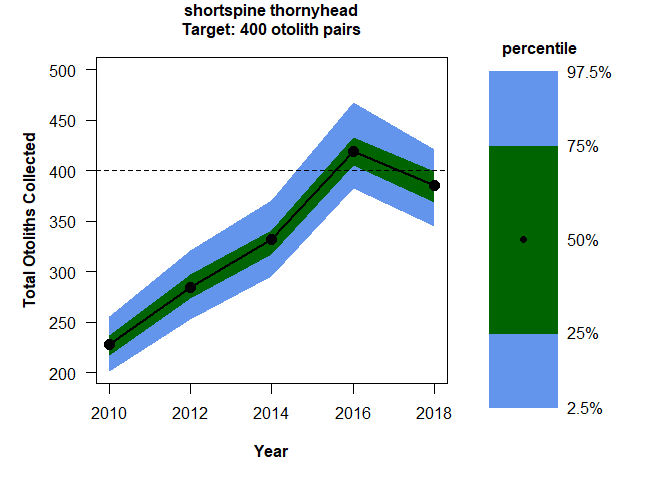 shortspine thornyhead
Target: 400 otolith pairs
percentile
Total Otoliths Collected
500
450
400
350
300
250
200
2010 2012 2014 2016 2018
Year
97.5%
75%
50%
25%
2.5%